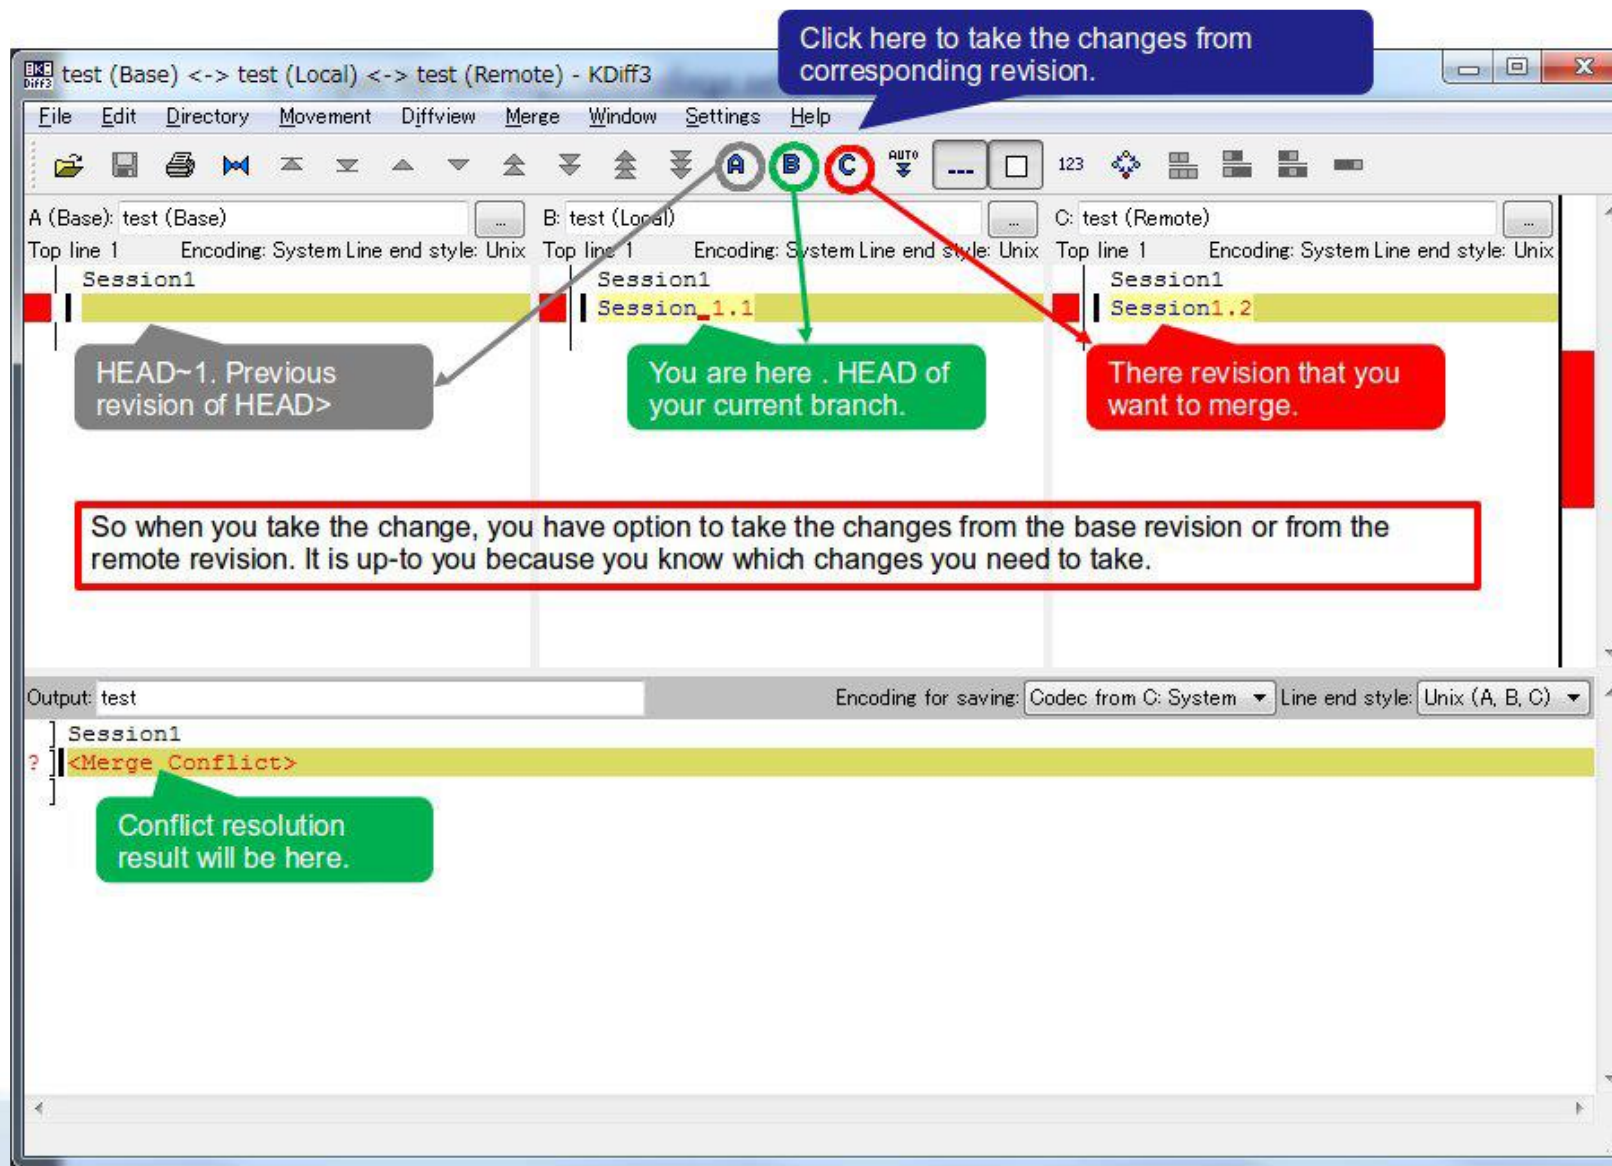 Click here to take the changes from
corresponding revision.
test (Base) <-> test (Local) <-> test (Remote) - KDiff3
File Edit Directory Movement Diffview Merge Window Settings Help
A B C AUTO 123
A (Base): test (Base) ... B: test (Local) ... C: test (Remote) ...
Top line 1 Encoding: System Line end style: Unix Top line 1 Encoding: System Line end style: Unix Top line 1 Encoding: System Line end style: Unix
Session1 Session1 Session1
Session_1.1 Session1.2
HEAD~1. Previous
revision of HEAD>
You are here . HEAD of
your current branch.
There revision that you
want to merge.
So when you take the change, you have option to take the changes from the base revision or from the
remote revision. It is up-to you because you know which changes you need to take.
Output: test Encoding for saving: Codec from C: System Line end style: Unix (A, B, C)
] Session1
? ] <Merge Conflict>
]
Conflict resolution
result will be here.